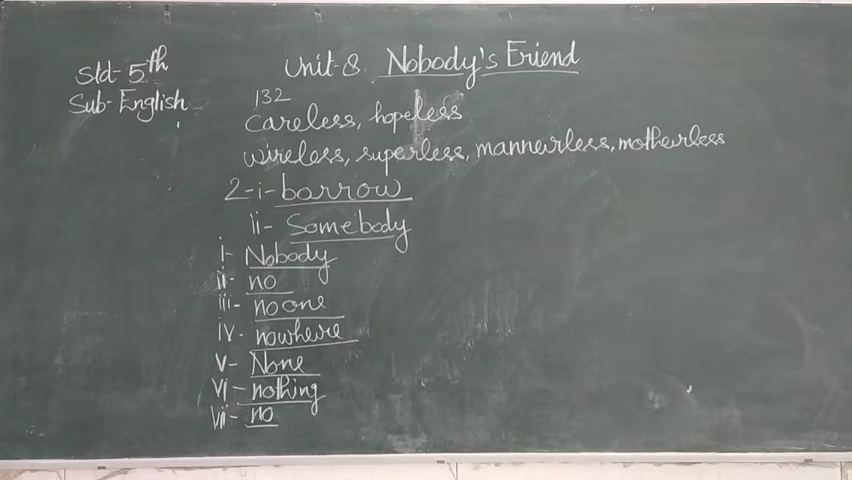 Std- 5th
Sub- English
Unit-8. Nobody's Friend
132
Careless, hopeless
wireless, superless, mannerless, motherless
2-i- borrow
ii- Somebody
i- Nobody
ii- no
iii- no one
iv- nowhere
v- None
vi- nothing
vii- no